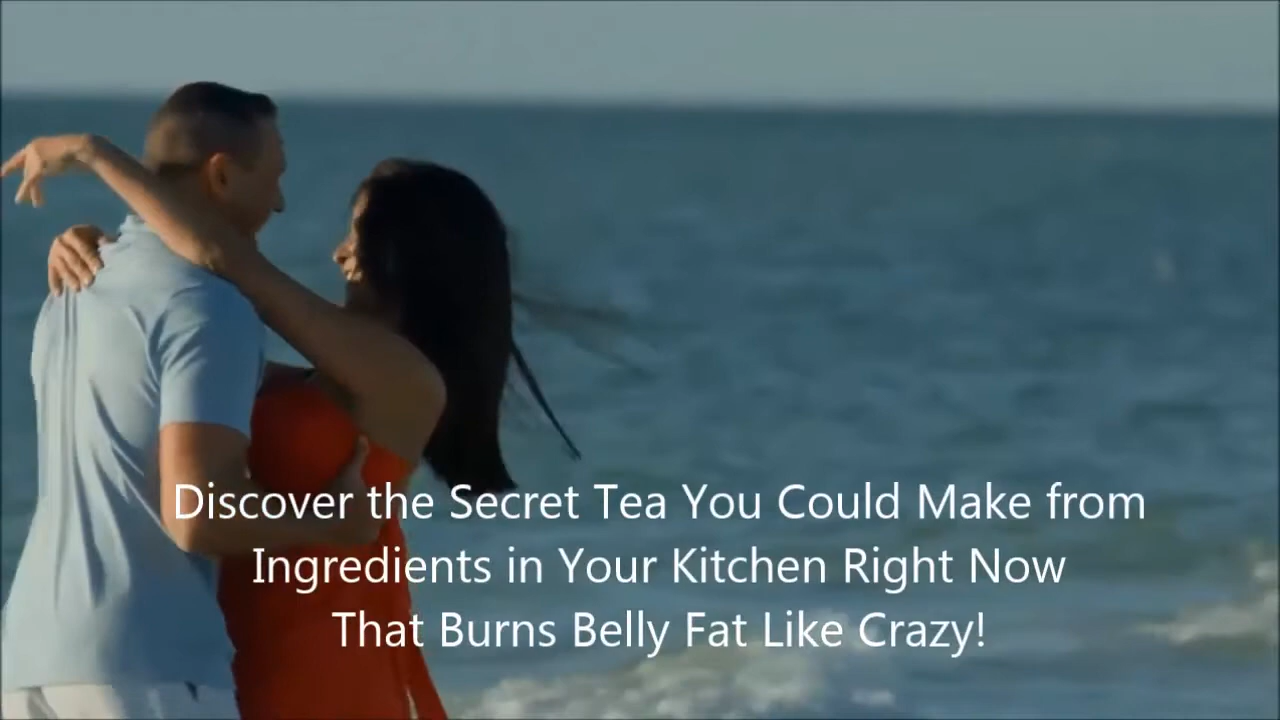 Discover the Secret Tea You Could Make from
Ingredients in Your Kitchen Right Now
That Burns Belly Fat Like Crazy!